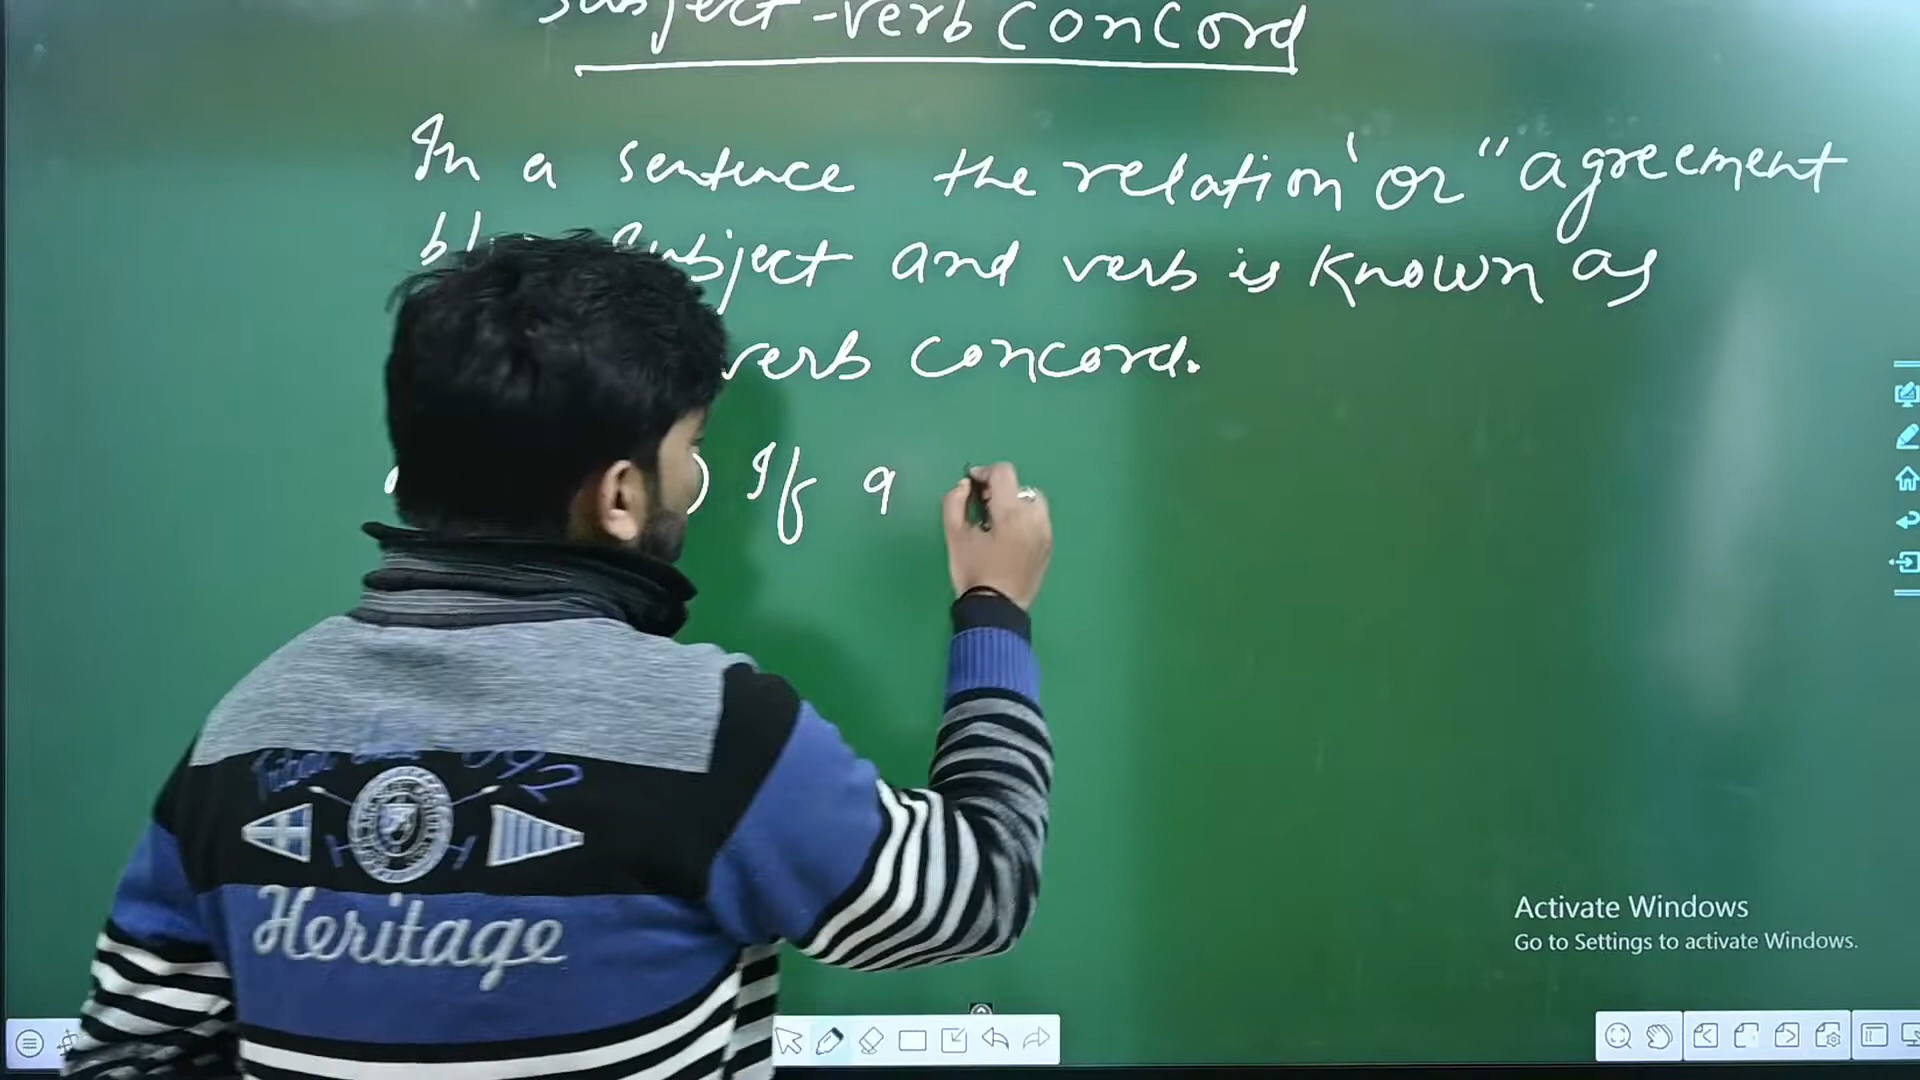 Subject-verb concord
In a sentence the relation' or "agreement
b/ subject and verb is known as
verb concord.
) If a
Heritage
Activate Windows
Go to Settings to activate Windows.